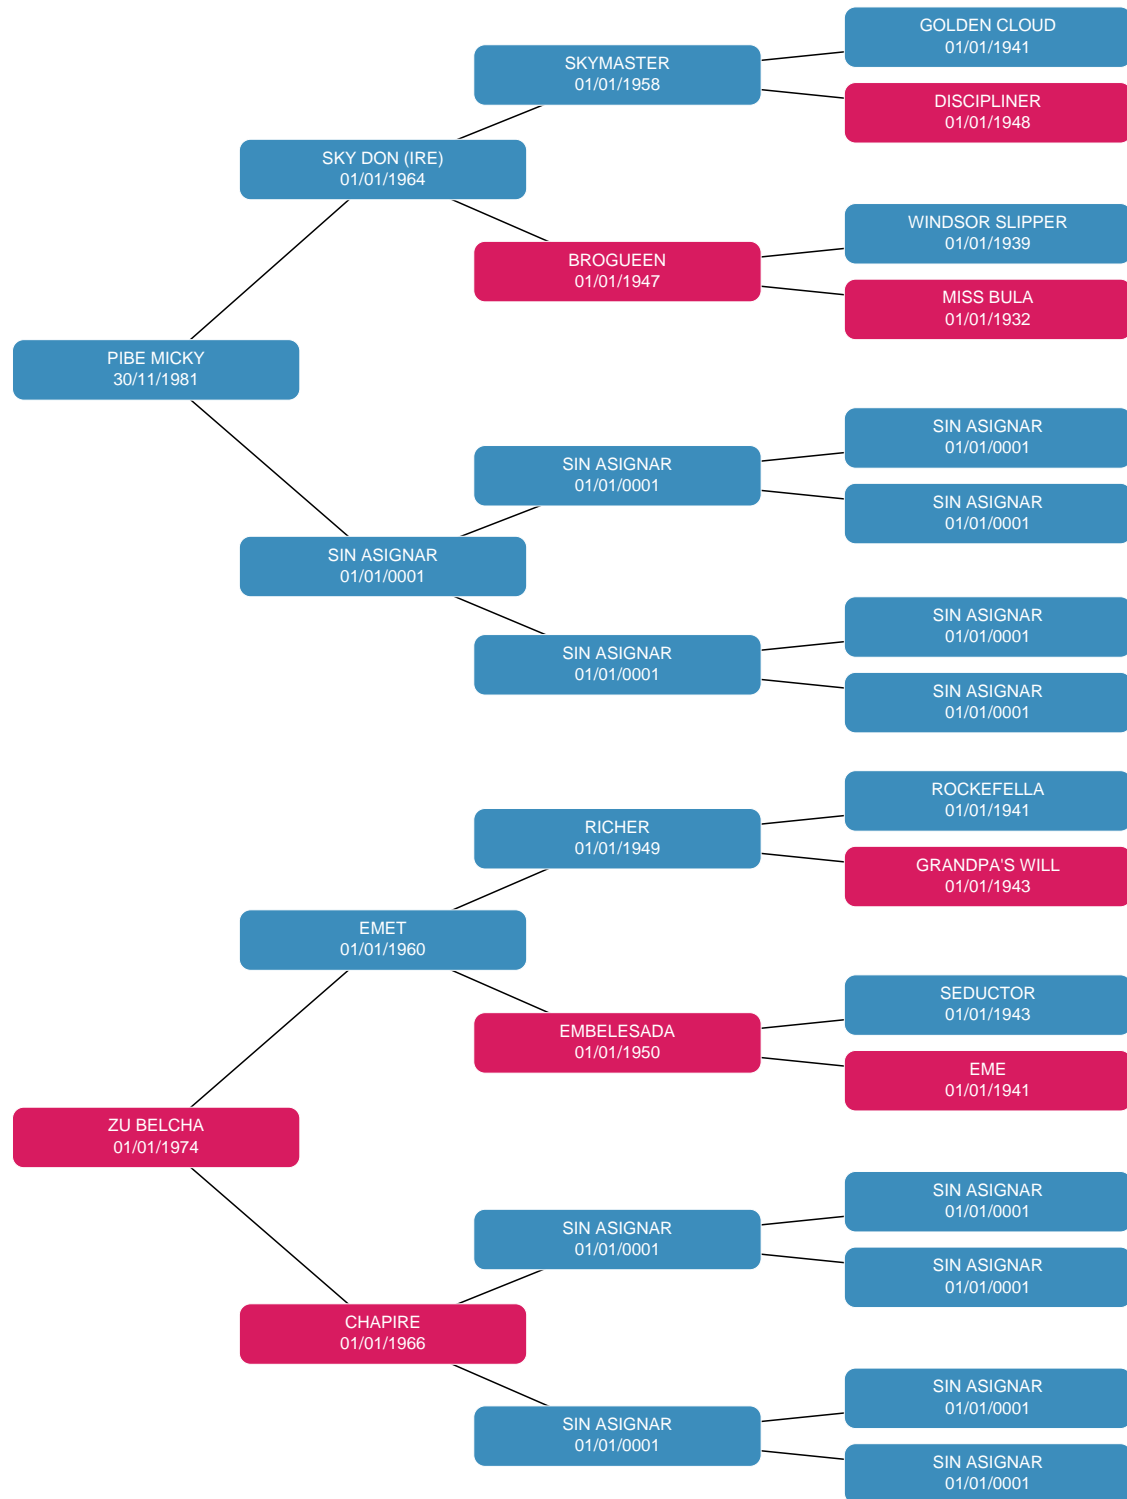 GOLDEN CLOUD
01/01/1941
SKYMASTER
01/01/1958
DISCIPLINER
01/01/1948
SKY DON (IRE)
01/01/1964
WINDSOR SLIPPER
01/01/1939
BROGUEEN
01/01/1947
MISS BULA
01/01/1932
PIBE MICKY
30/11/1981
SIN ASIGNAR
01/01/0001
SIN ASIGNAR
01/01/0001
SIN ASIGNAR
01/01/0001
SIN ASIGNAR
01/01/0001
SIN ASIGNAR
01/01/0001
SIN ASIGNAR
01/01/0001
SIN ASIGNAR
01/01/0001
ROCKEFELLA
01/01/1941
RICHER
01/01/1949
GRANDPA'S WILL
01/01/1943
EMET
01/01/1960
SEDUCTOR
01/01/1943
EMBELESADA
01/01/1950
EME
01/01/1941
ZU BELCHA
01/01/1974
SIN ASIGNAR
01/01/0001
SIN ASIGNAR
01/01/0001
SIN ASIGNAR
01/01/0001
CHAPIRE
01/01/1966
SIN ASIGNAR
01/01/0001
SIN ASIGNAR
01/01/0001
SIN ASIGNAR
01/01/0001